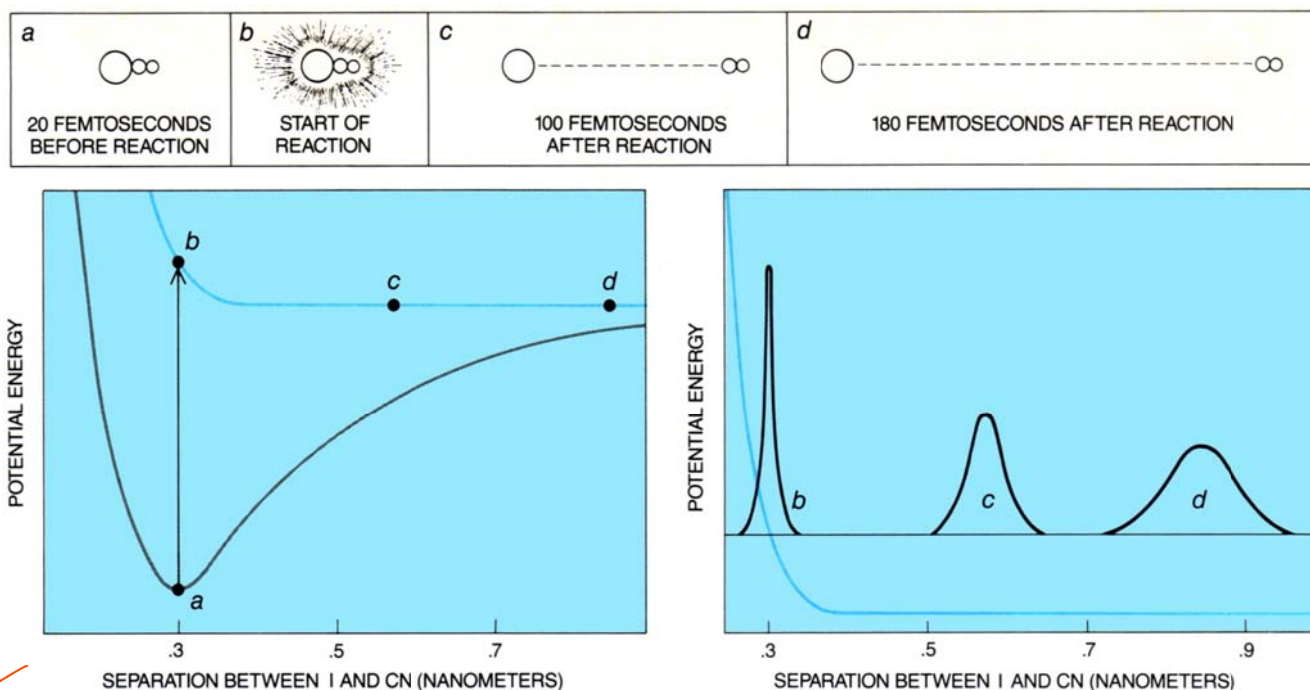 a
20 FEMTOSECONDS
BEFORE REACTION
b
START OF
REACTION
c
100 FEMTOSECONDS
AFTER REACTION
d
180 FEMTOSECONDS AFTER REACTION
POTENTIAL ENERGY
b
c
d
a
.3
.5
.7
SEPARATION BETWEEN I AND CN (NANOMETERS)
POTENTIAL ENERGY
b
c
d
.3
.5
.7
.9
SEPARATION BETWEEN I AND CN (NANOMETERS)